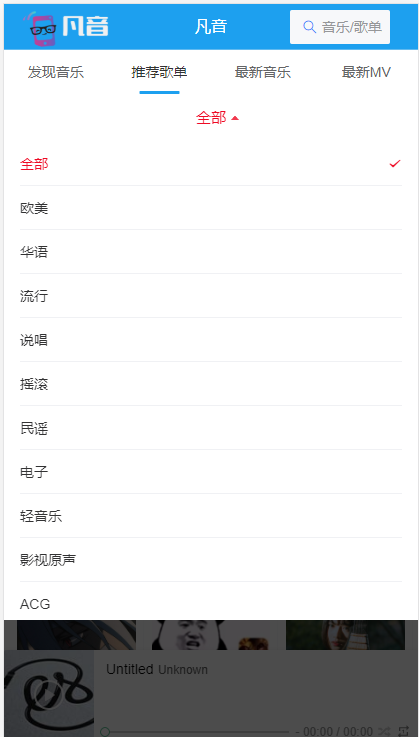 凡音 凡音 音乐/歌单
发现音乐 推荐歌单 最新音乐 最新MV
全部
全部
欧美
华语
流行
说唱
摇滚
民谣
电子
轻音乐
影视原声
ACG
Untitled Unknown
- 00:00 / 00:00